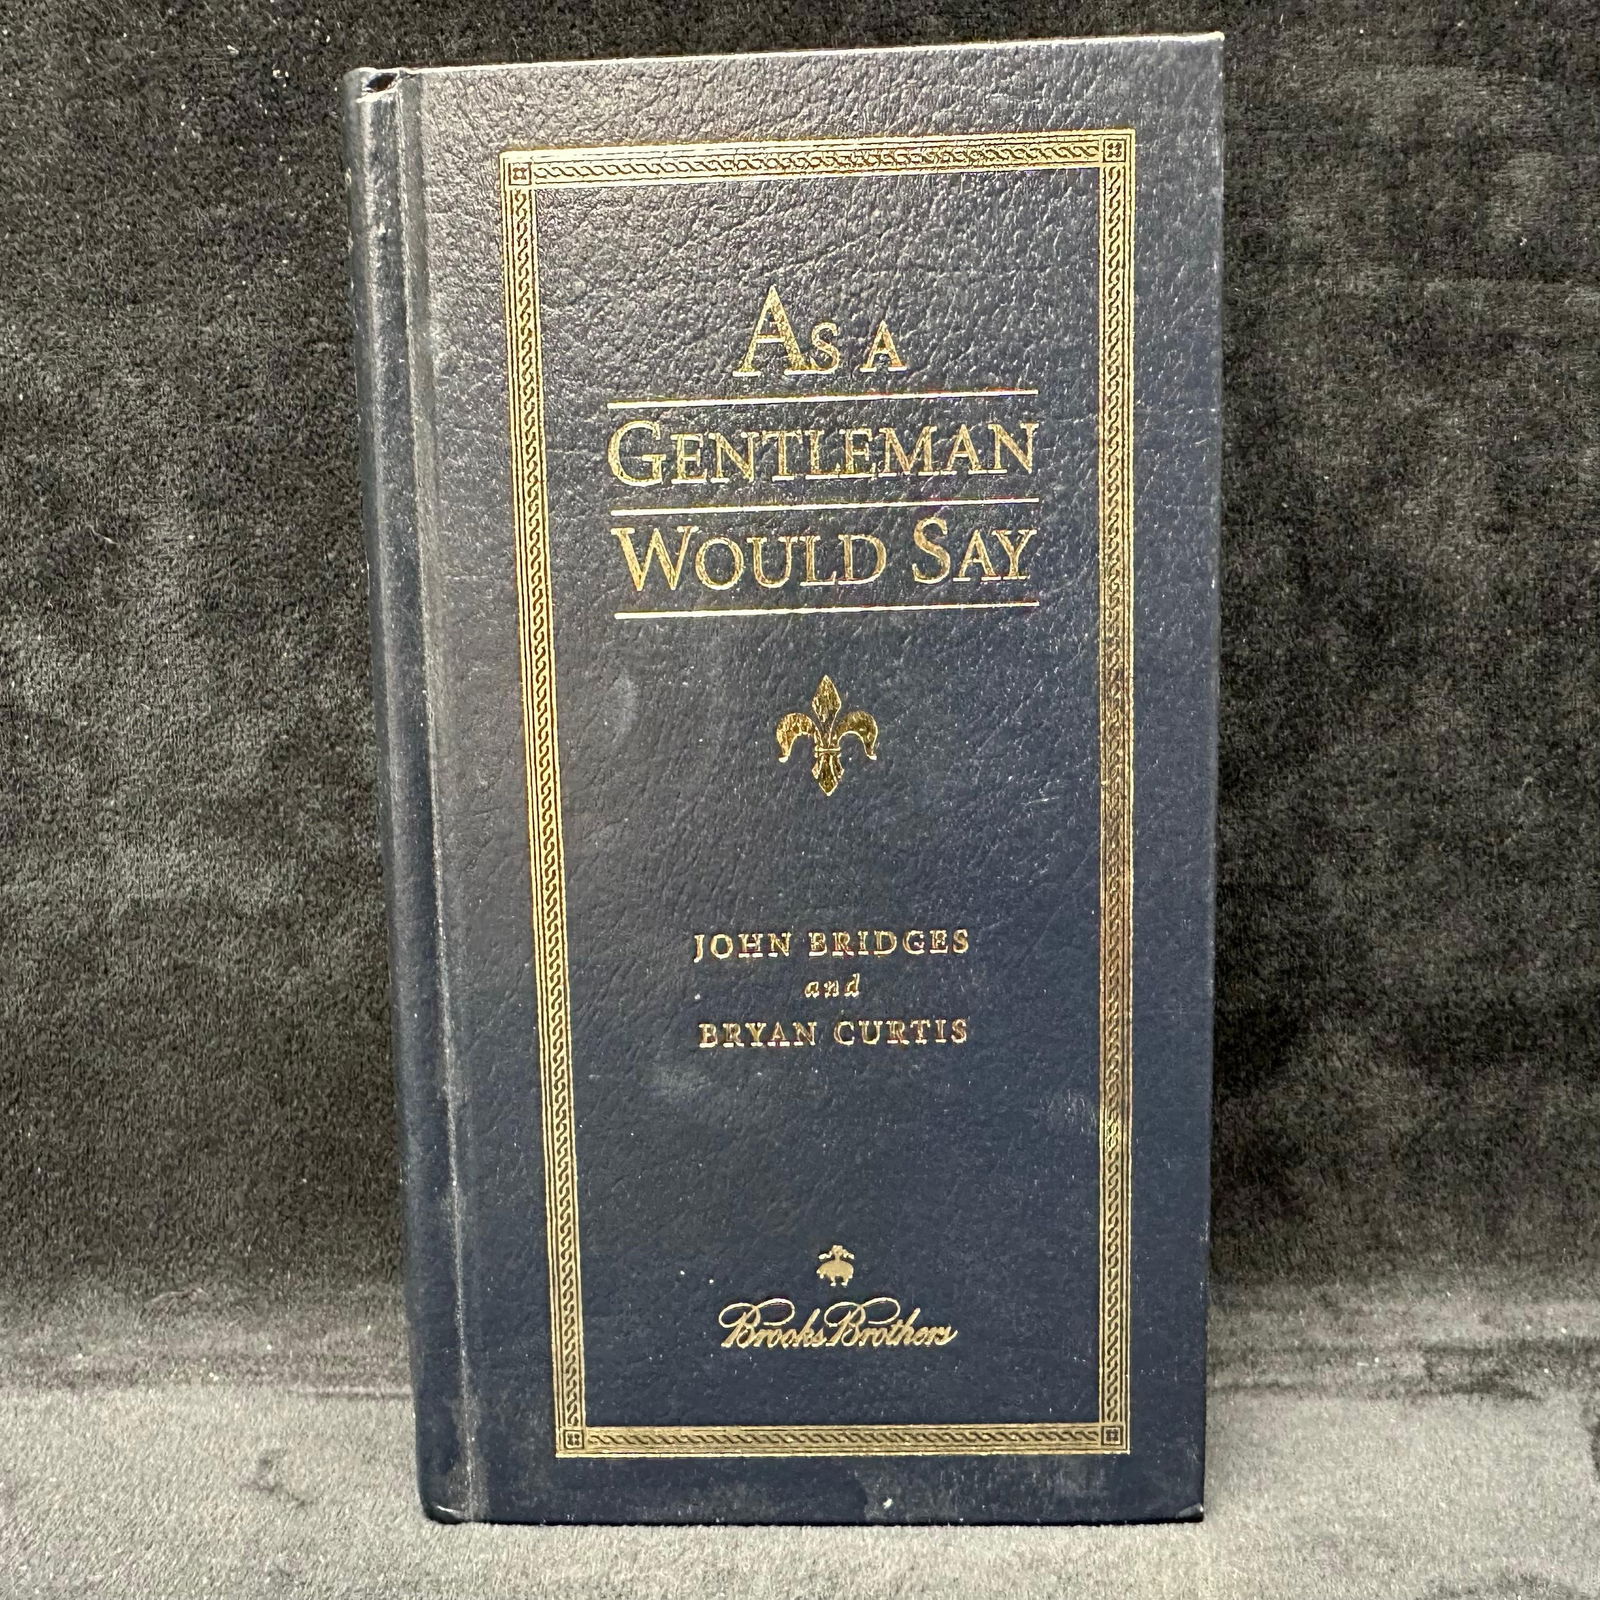 AS A
GENTLEMAN
WOULD SAY
JOHN BRIDGES
and
BRYAN CURTIS
Brooks Brothers